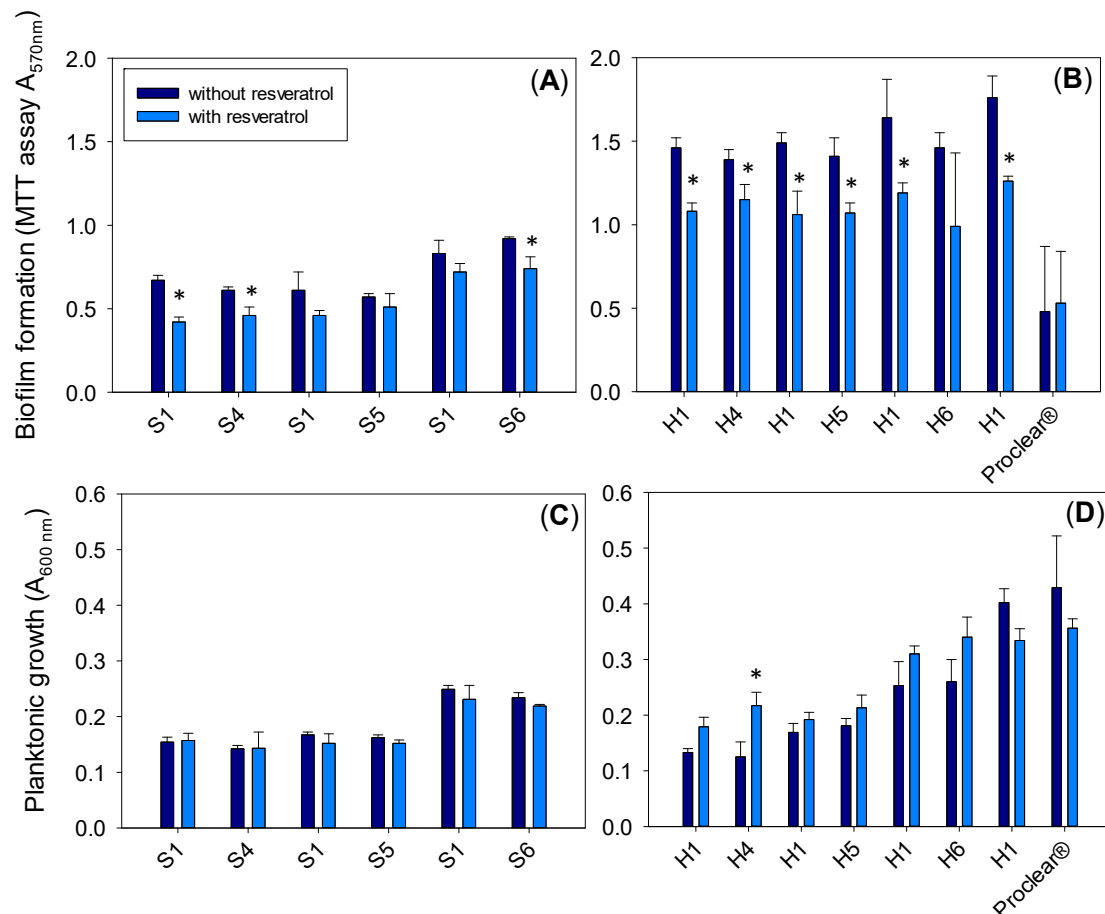 Biofilm formation (MTT assay A570nm)
(A)
without resveratrol
with resveratrol
2.0
1.5
1.0
0.5
0.0
*
*
*
S1 S4 S1 S5 S1 S6
(B)
2.0
1.5
1.0
0.5
0.0
* * * * * *
H1 H4 H1 H5 H1 H6 H1 Proclear®
Planktonic growth (A600 nm)
(C)
0.6
0.5
0.4
0.3
0.2
0.1
0.0
S1 S4 S1 S5 S1 S6
(D)
0.6
0.5
0.4
0.3
0.2
0.1
0.0
*
H1 H4 H1 H5 H1 H6 H1 Proclear®